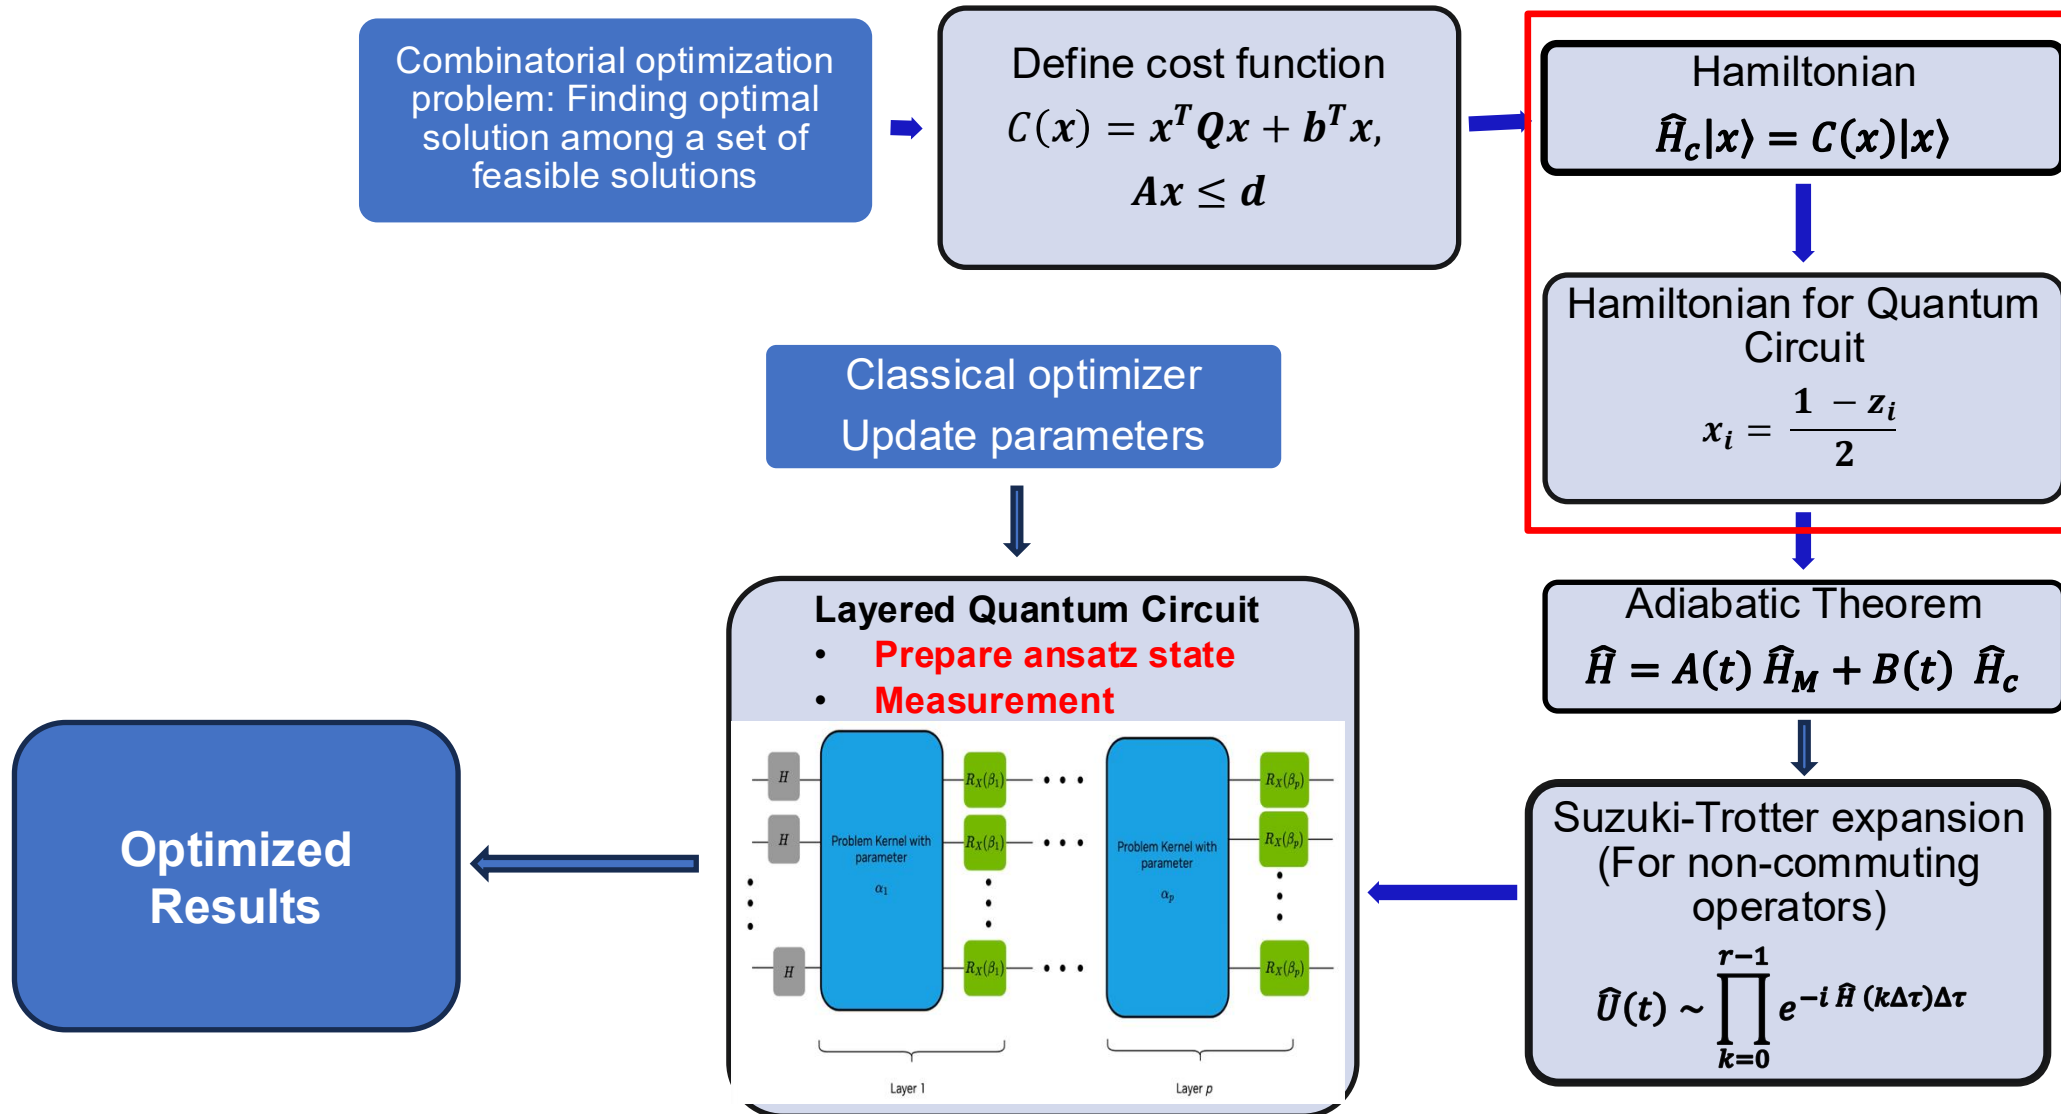 Combinatorial optimization
problem: Finding optimal
solution among a set of
feasible solutions
Define cost function
C(x) = x^T Qx + b^T x,
Ax ≤ d
Hamiltonian
Ĥ_c|x⟩ = C(x)|x⟩
Hamiltonian for Quantum
Circuit
x_i = (1 − z_i)/2
Adiabatic Theorem
Ĥ = A(t) Ĥ_M + B(t) Ĥ_c
Suzuki-Trotter expansion
(For non-commuting
operators)
Û(t) ~ ∏_{k=0}^{r−1} e^{−i Ĥ (kΔτ)Δτ}
Classical optimizer
Update parameters
Layered Quantum Circuit
• Prepare ansatz state
• Measurement
H
H
H
Problem Kernel with
parameter
α_1
R_X(β_1)
R_X(β_1)
R_X(β_1)
Problem Kernel with
parameter
α_p
R_X(β_p)
R_X(β_p)
R_X(β_p)
Layer 1
Layer p
Optimized
Results